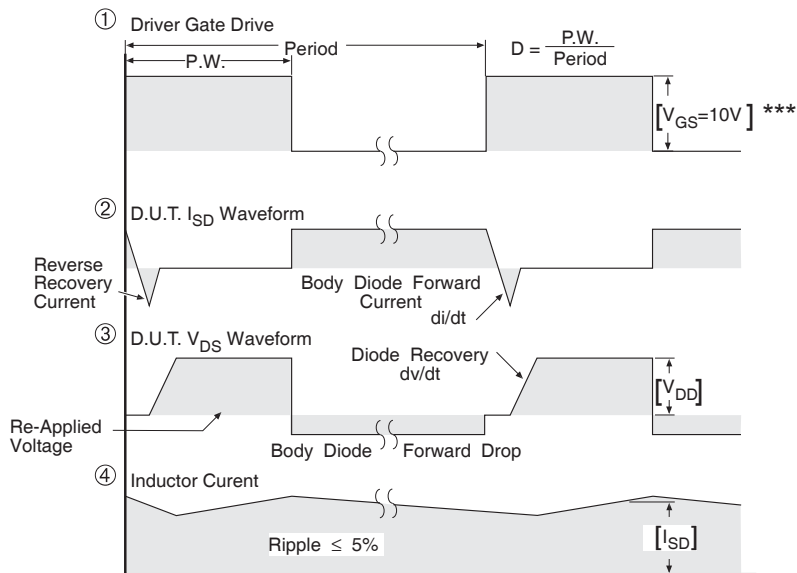 ① Driver Gate Drive
P.W.
Period
D = P.W.
Period
[VGS=10V] ***
② D.U.T. ISD Waveform
Reverse
Recovery
Current
Body Diode Forward
Current
di/dt
③ D.U.T. VDS Waveform
Diode Recovery
dv/dt
[VDD]
Re-Applied
Voltage
Body Diode Forward Drop
④ Inductor Curent
Ripple ≤ 5%
[ISD]